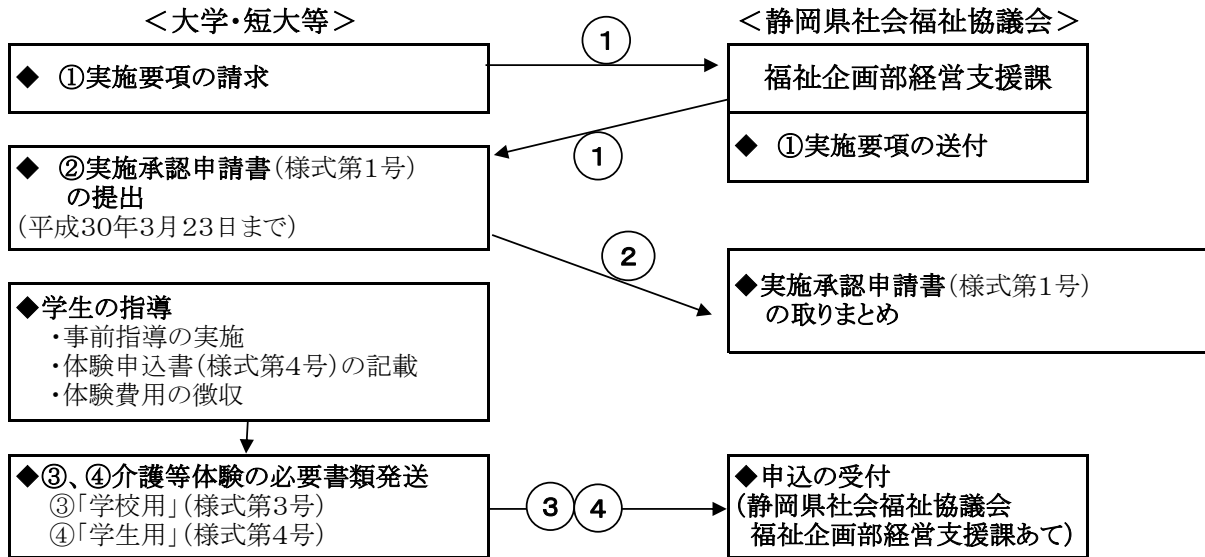 ＜大学・短大等＞
＜静岡県社会福祉協議会＞
①
◆ ①実施要項の請求
福祉企画部経営支援課
①
◆ ①実施要項の送付
◆ ②実施承認申請書(様式第1号)
の提出
(平成30年3月23日まで)
②
◆実施承認申請書(様式第1号)
の取りまとめ
◆学生の指導
・事前指導の実施
・体験申込書(様式第4号)の記載
・体験費用の徴収
◆③、④介護等体験の必要書類発送
③「学校用」(様式第3号)
④「学生用」(様式第4号)
③ ④
◆申込の受付
(静岡県社会福祉協議会
福祉企画部経営支援課あて)